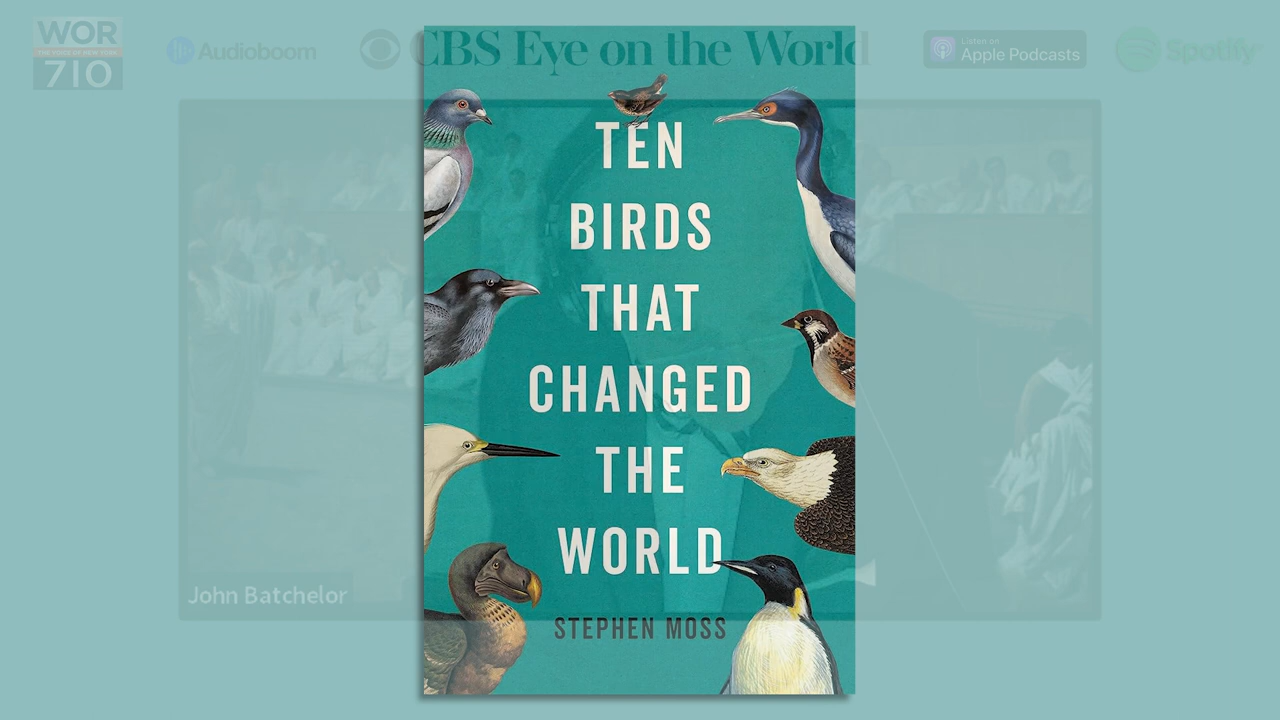 WOR
THE VOICE OF NEW YORK
710
Audioboom
CBS Eye on the World
Listen on
Apple Podcasts
Spotify
TEN
BIRDS
THAT
CHANGED
THE
WORLD
STEPHEN MOSS
John Batchelor